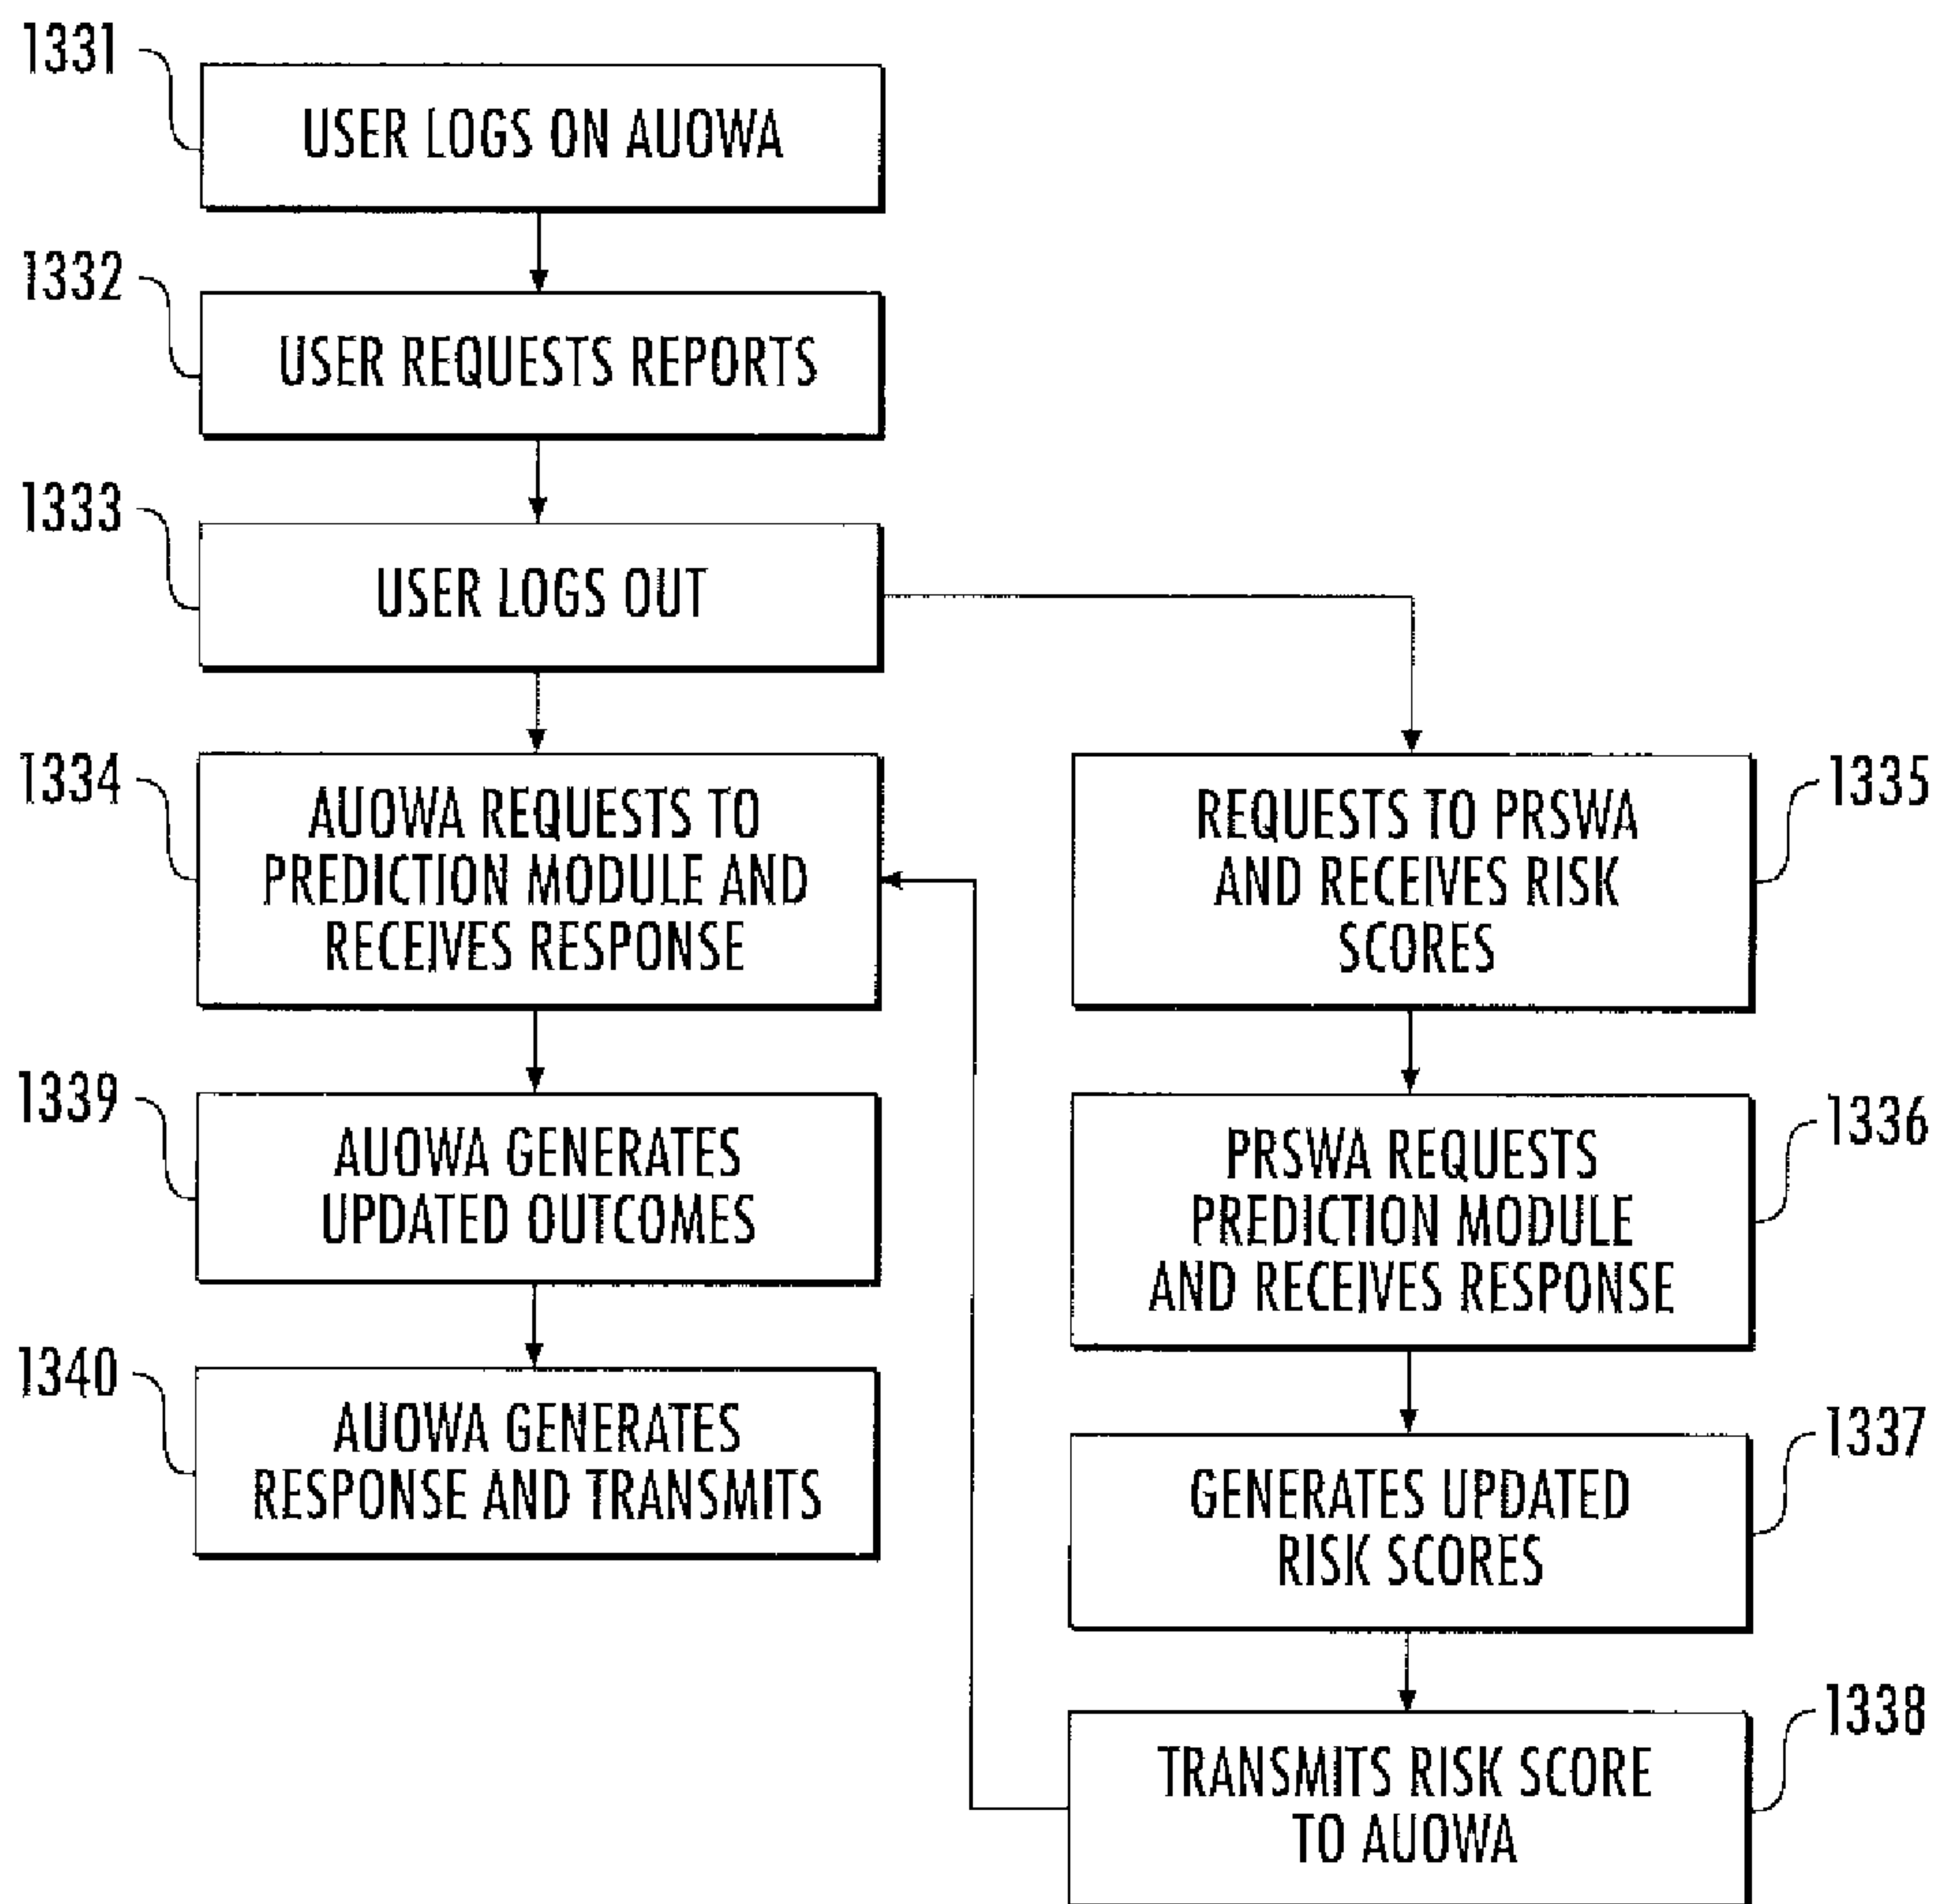 1331
USER LOGS ON AUOWA
1332
USER REQUESTS REPORTS
1333
USER LOGS OUT
1334
AUOWA REQUESTS TO
PREDICTION MODULE AND
RECEIVES RESPONSE
1335
REQUESTS TO PRSWA
AND RECEIVES RISK
SCORES
1339
AUOWA GENERATES
UPDATED OUTCOMES
1336
PRSWA REQUESTS
PREDICTION MODULE
AND RECEIVES RESPONSE
1340
AUOWA GENERATES
RESPONSE AND TRANSMITS
1337
GENERATES UPDATED
RISK SCORES
1338
TRANSMITS RISK SCORE
TO AUOWA